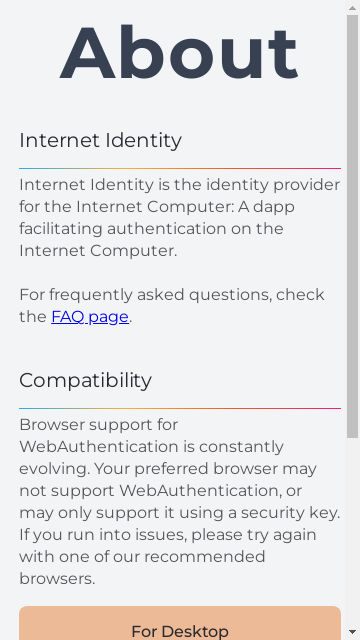 About
Internet Identity
Internet Identity is the identity provider
for the Internet Computer: A dapp
facilitating authentication on the
Internet Computer.
For frequently asked questions, check
the FAQ page.
Compatibility
Browser support for
WebAuthentication is constantly
evolving. Your preferred browser may
not support WebAuthentication, or
may only support it using a security key.
If you run into issues, please try again
with one of our recommended
browsers.
For Desktop